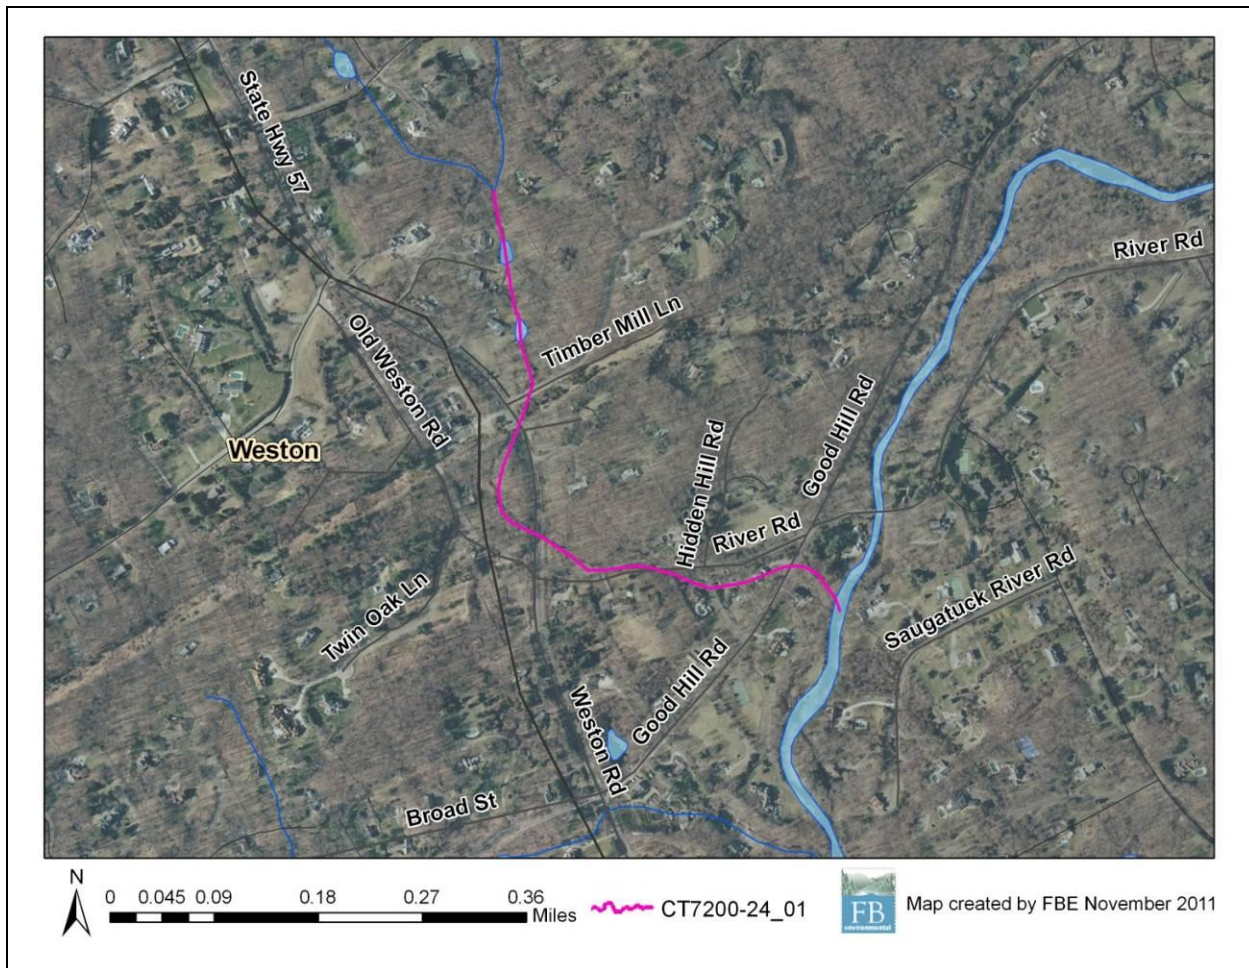 State Hwy 57
River Rd
Timber Mill Ln
Old Weston Rd
Weston
Good Hill Rd
Hidden Hill Rd
River Rd
Saugatuck River Rd
Twin Oak Ln
Good Hill Rd
Weston Rd
Broad St
N
0 0.045 0.09 0.18 0.27 0.36
Miles
CT7200-24_01
FB
environmental
Map created by FBE November 2011